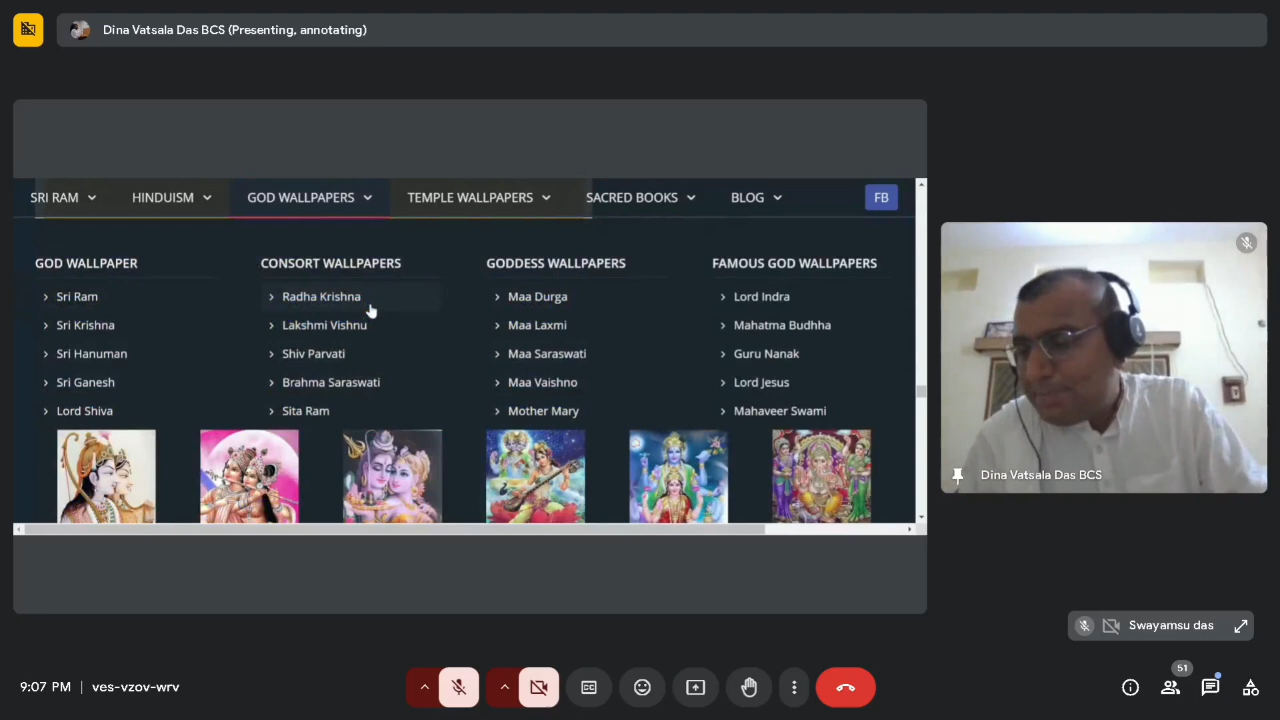 Dina Vatsala Das BCS (Presenting, annotating)
SRI RAM HINDUISM GOD WALLPAPERS TEMPLE WALLPAPERS SACRED BOOKS BLOG FB
GOD WALLPAPER CONSORT WALLPAPERS GODDESS WALLPAPERS FAMOUS GOD WALLPAPERS
Sri Ram Radha Krishna Maa Durga Lord Indra
Sri Krishna Lakshmi Vishnu Maa Laxmi Mahatma Budhha
Sri Hanuman Shiv Parvati Maa Saraswati Guru Nanak
Sri Ganesh Brahma Saraswati Maa Vaishno Lord Jesus
Lord Shiva Sita Ram Mother Mary Mahaveer Swami
Dina Vatsala Das BCS
Swayamsu das
51
9:07 PM | ves-vzov-wrv